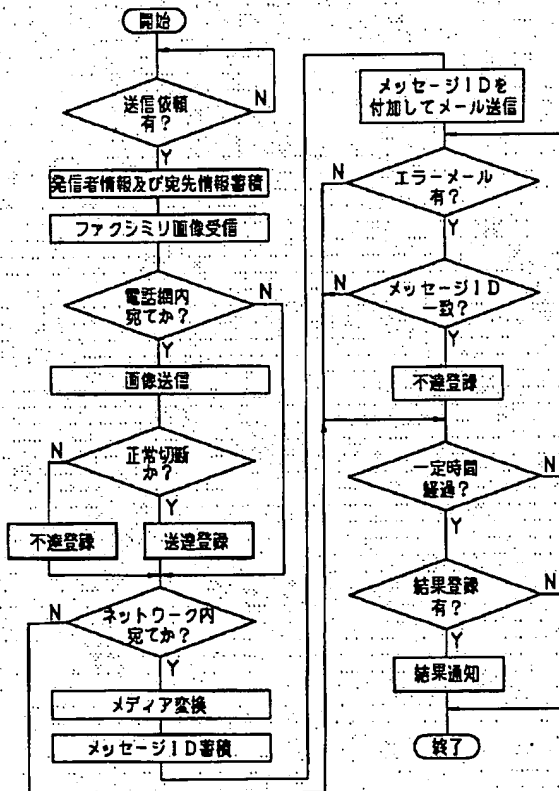 開始
送信依頼
有?
N
Y
発信者情報及び宛先情報蓄積
ファクシミリ画像受信
電話網内
宛てか?
N
Y
画像送信
正常切断
か?
N
Y
不達登録
送達登録
ネットワーク内
宛てか?
N
Y
メディア変換
メッセージID蓄積
メッセージIDを
付加してメール送信
エラーメール
有?
N
Y
メッセージID
一致?
N
Y
不達登録
一定時間
経過?
N
Y
結果登録
有?
N
Y
結果通知
終了